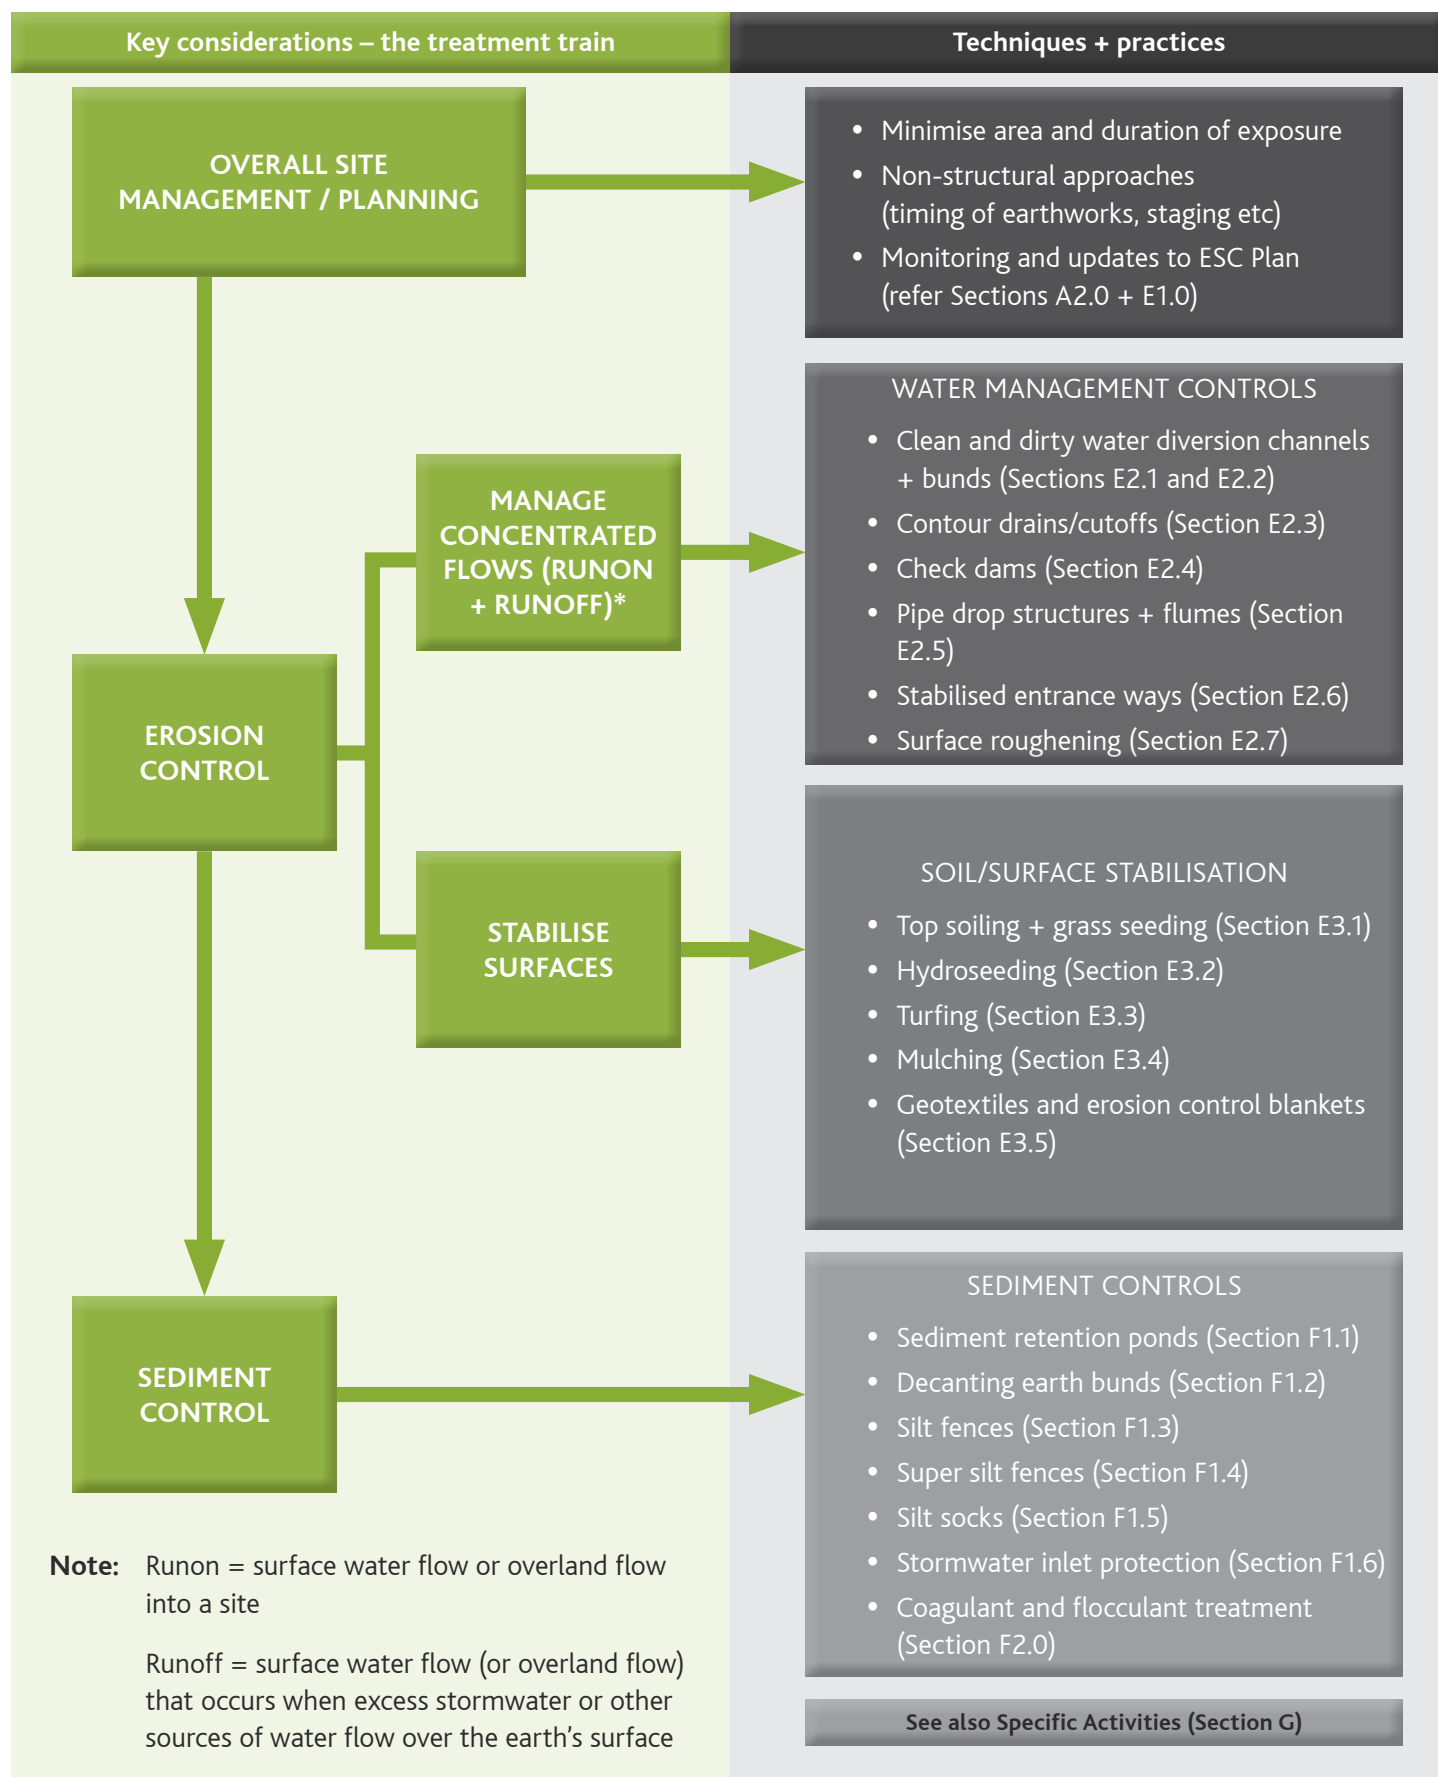 Key considerations – the treatment train
Techniques + practices
OVERALL SITE
MANAGEMENT / PLANNING
• Minimise area and duration of exposure
• Non-structural approaches
(timing of earthworks, staging etc)
• Monitoring and updates to ESC Plan
(refer Sections A2.0 + E1.0)
MANAGE
CONCENTRATED
FLOWS (RUNON
+ RUNOFF)*
WATER MANAGEMENT CONTROLS
• Clean and dirty water diversion channels
+ bunds (Sections E2.1 and E2.2)
• Contour drains/cutoffs (Section E2.3)
• Check dams (Section E2.4)
• Pipe drop structures + flumes (Section
E2.5)
• Stabilised entrance ways (Section E2.6)
• Surface roughening (Section E2.7)
EROSION
CONTROL
STABILISE
SURFACES
SOIL/SURFACE STABILISATION
• Top soiling + grass seeding (Section E3.1)
• Hydroseeding (Section E3.2)
• Turfing (Section E3.3)
• Mulching (Section E3.4)
• Geotextiles and erosion control blankets
(Section E3.5)
SEDIMENT
CONTROL
SEDIMENT CONTROLS
• Sediment retention ponds (Section F1.1)
• Decanting earth bunds (Section F1.2)
• Silt fences (Section F1.3)
• Super silt fences (Section F1.4)
• Silt socks (Section F1.5)
• Stormwater inlet protection (Section F1.6)
• Coagulant and flocculant treatment
(Section F2.0)
See also Specific Activities (Section G)
Note: Runon = surface water flow or overland flow
into a site
Runoff = surface water flow (or overland flow)
that occurs when excess stormwater or other
sources of water flow over the earth's surface